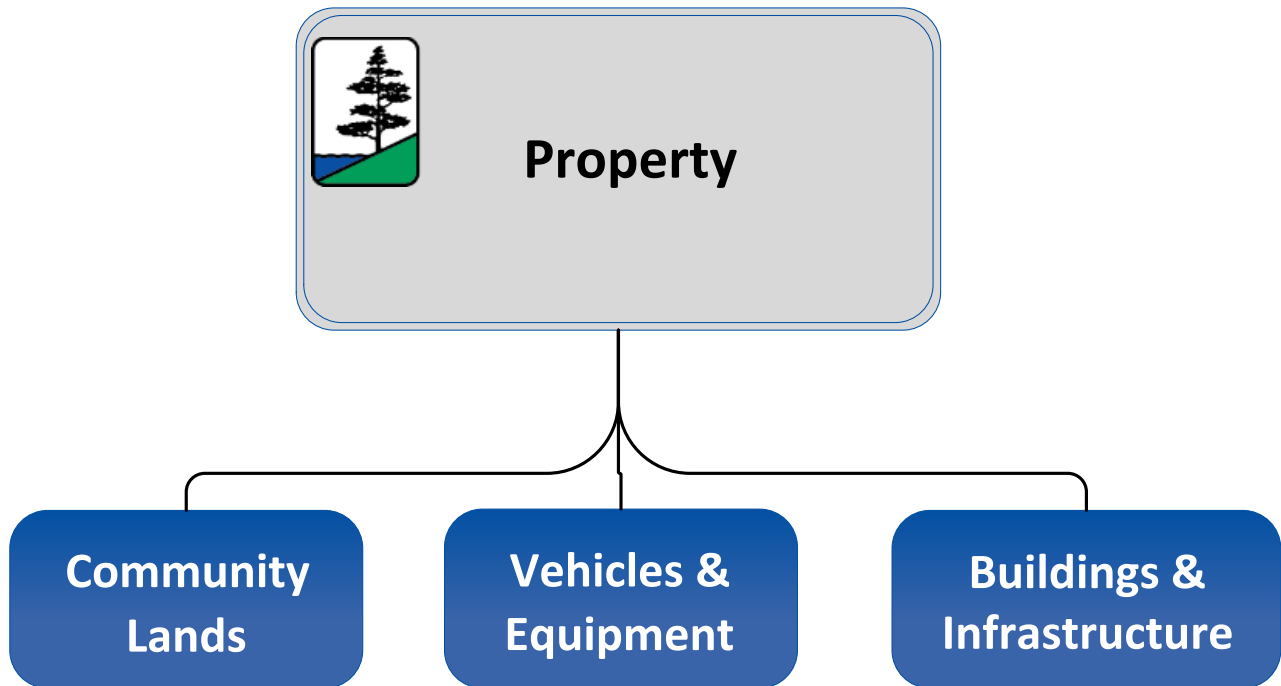 Property
Community
Lands
Vehicles &
Equipment
Buildings &
Infrastructure